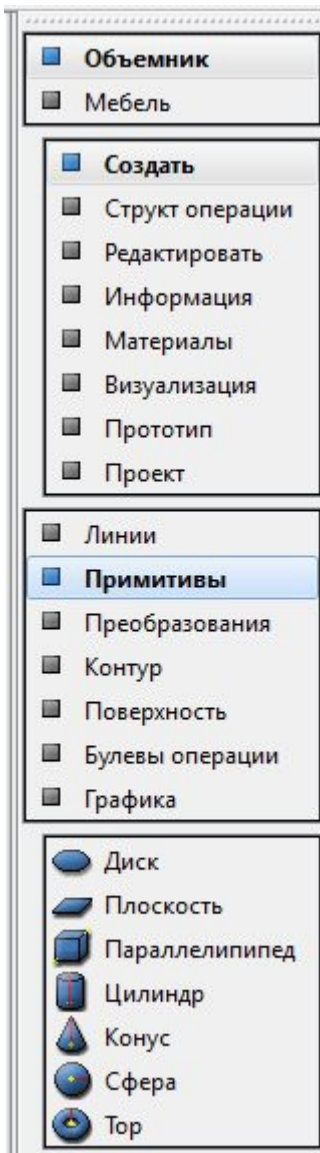 Объемник
Мебель
Создать
Структ операции
Редактировать
Информация
Материалы
Визуализация
Прототип
Проект
Линии
Примитивы
Преобразования
Контур
Поверхность
Булевы операции
Графика
Диск
Плоскость
Параллелипипед
Цилиндр
Конус
Сфера
Тор